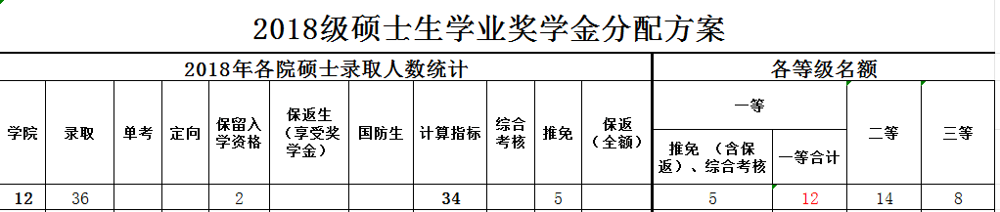 2018级硕士生学业奖学金分配方案
2018年各院硕士录取人数统计 各等级名额
学院 录取 单考 定向 保留入学资格 保返生（享受奖学金） 国防生 计算指标 综合考核 推免 保返（全额） 一等 二等 三等
推免 （含保返）、综合考核 一等合计
12 36 2 34 5 5 12 14 8